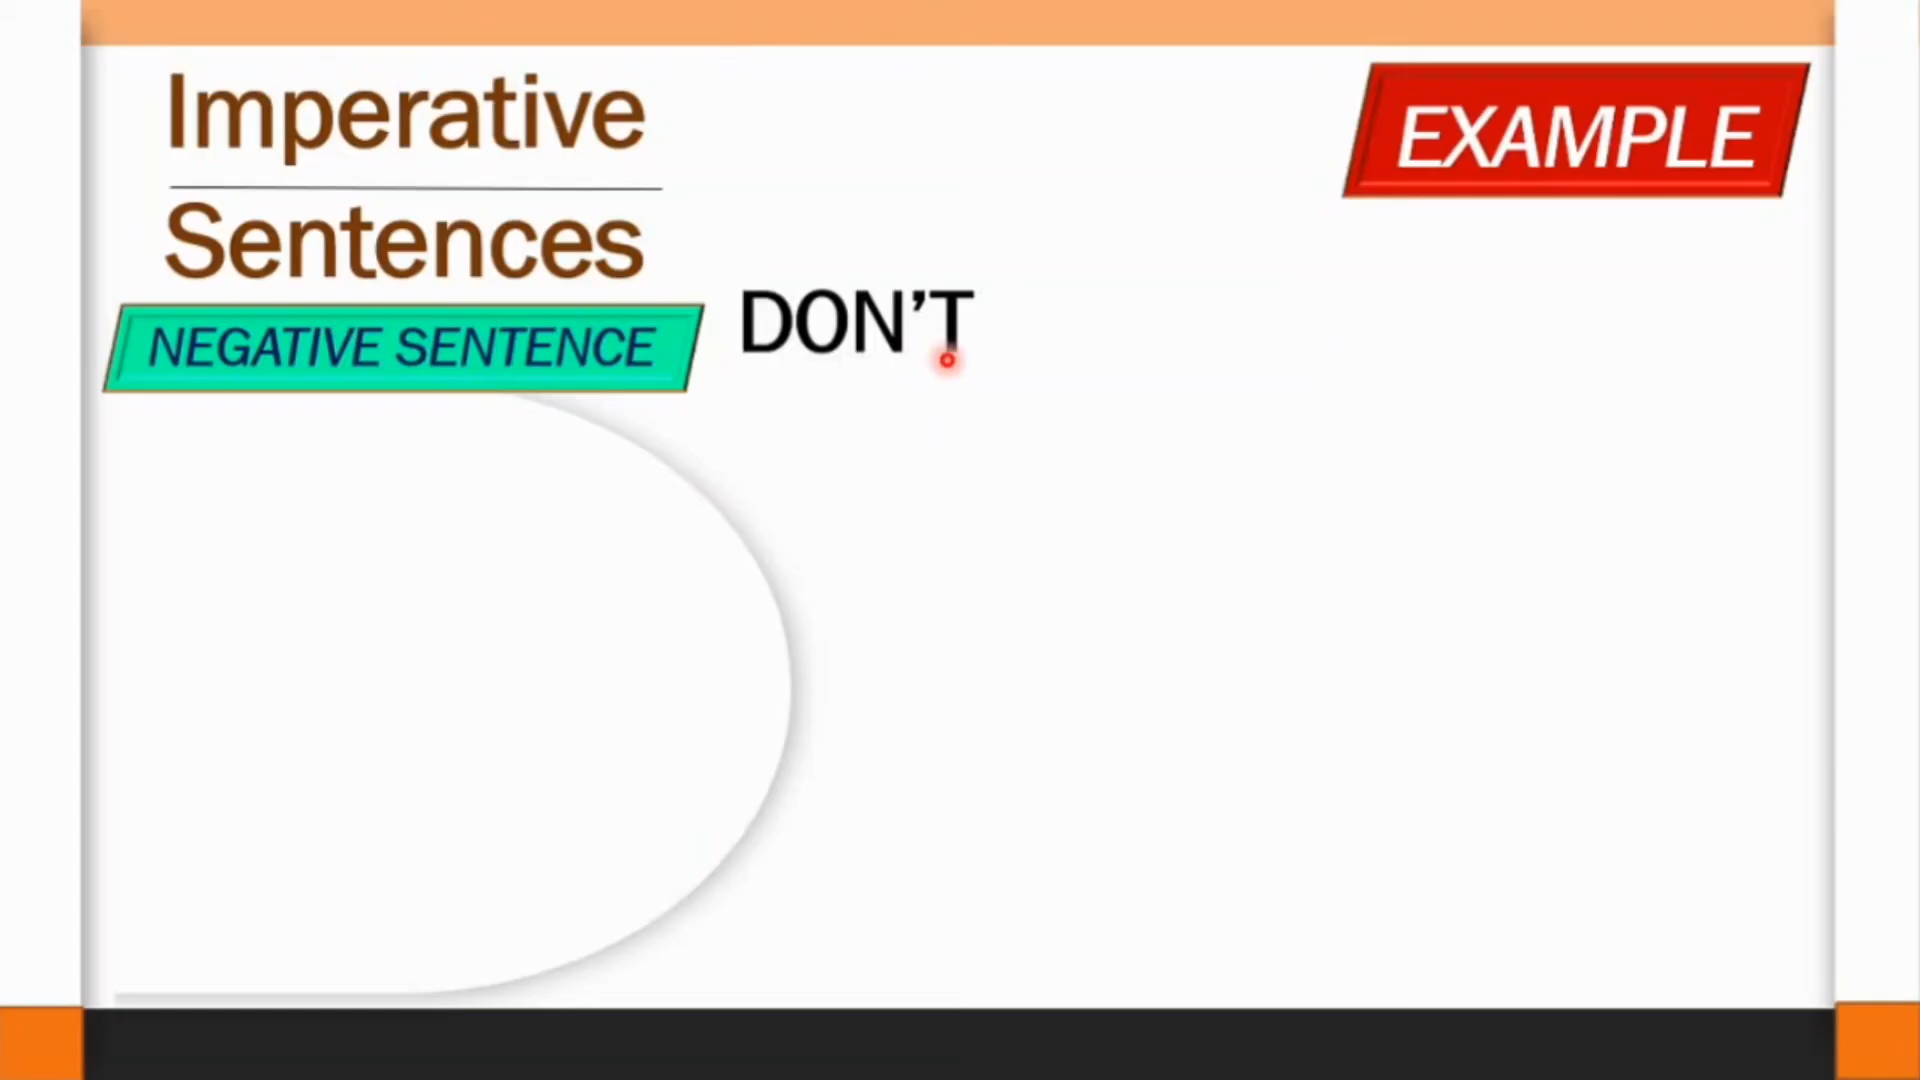 Imperative
Sentences
EXAMPLE
NEGATIVE SENTENCE
DON’T